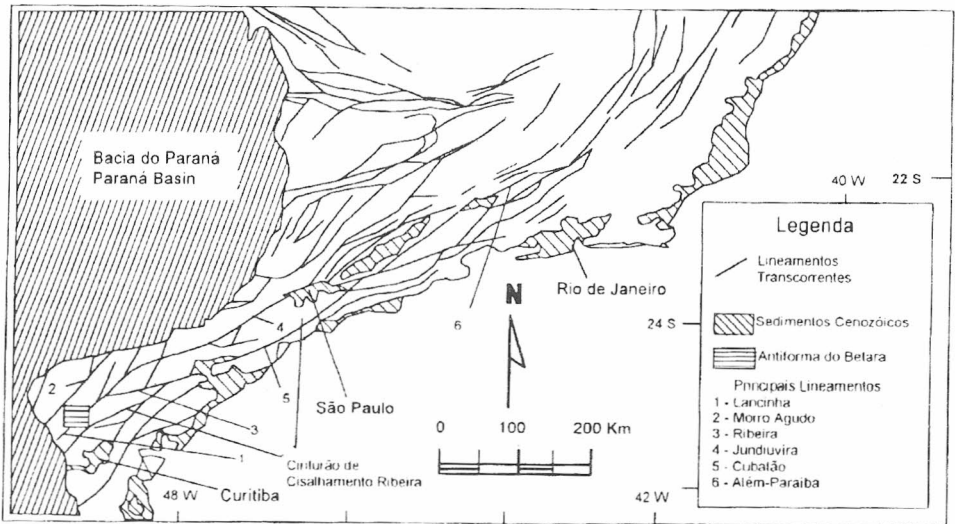 Bacia do Paraná
Paraná Basin
40 W
22 S
Legenda
Lineamentos
Transcorrentes
Sedimentos Cenozóicos
Antiforma do Betara
Principais Lineamentos
1 - Lancinha
2 - Morro Agudo
3 - Ribeira
4 - Jundiuvira
5 - Cubatão
6 - Além-Paraiba
N
Rio de Janeiro
24 S
6
4
2
5
São Paulo
3
1
Cinturão de
Cisalhamento Ribeira
Curitiba
0 100 200 Km
48 W
42 W